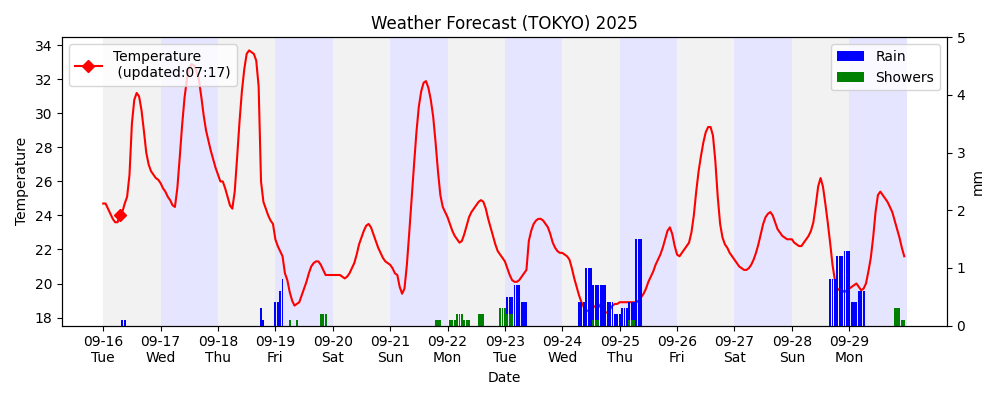 Weather Forecast (TOKYO) 2025
Temperature
(updated:07:17)
Rain
Showers
Temperature
34
32
30
28
26
24
22
20
18
5
4
3
2
1
0
mm
09-16 09-17 09-18 09-19 09-20 09-21 09-22 09-23 09-24 09-25 09-26 09-27 09-28 09-29
Tue Wed Thu Fri Sat Sun Mon Tue Wed Thu Fri Sat Sun Mon
Date